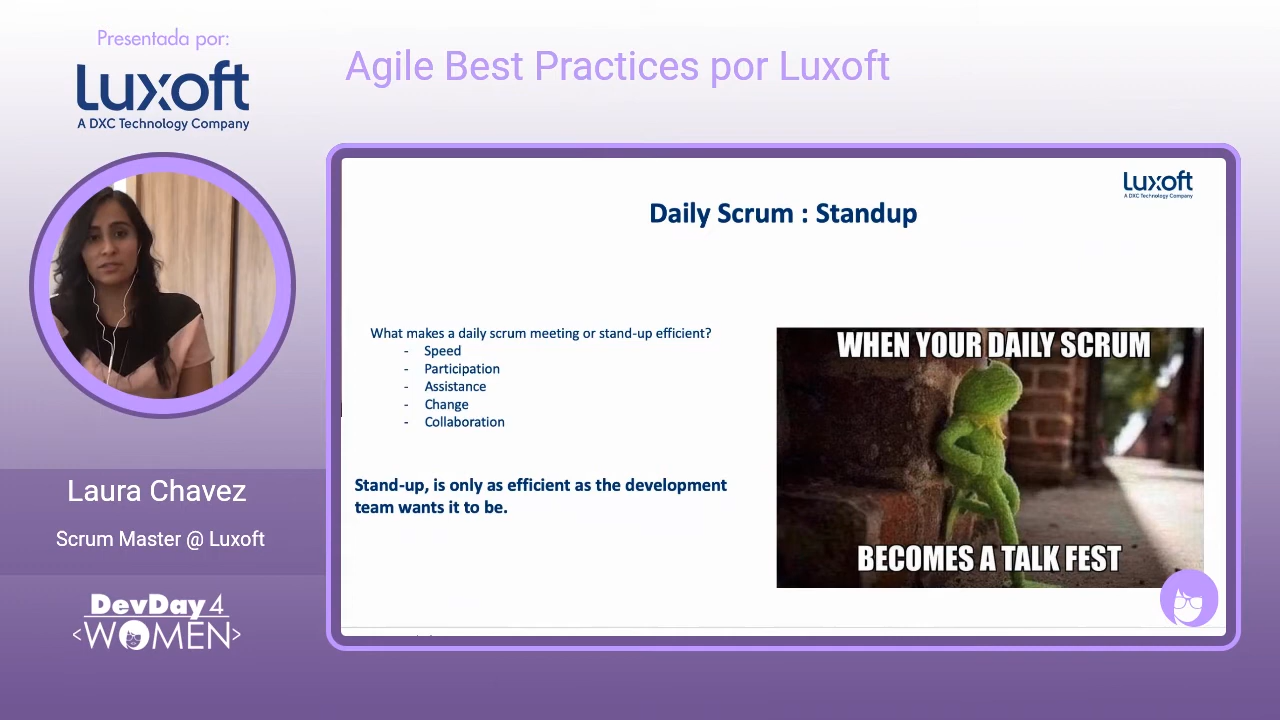 Presentada por:
Luxoft
A DXC Technology Company
Agile Best Practices por Luxoft
Luxoft
A DXC Technology Company
Daily Scrum : Standup
What makes a daily scrum meeting or stand-up efficient?
- Speed
- Participation
- Assistance
- Change
- Collaboration
Stand-up, is only as efficient as the development
team wants it to be.
WHEN YOUR DAILY SCRUM
BECOMES A TALK FEST
Laura Chavez
Scrum Master @ Luxoft
DevDay 4
<WOMEN>